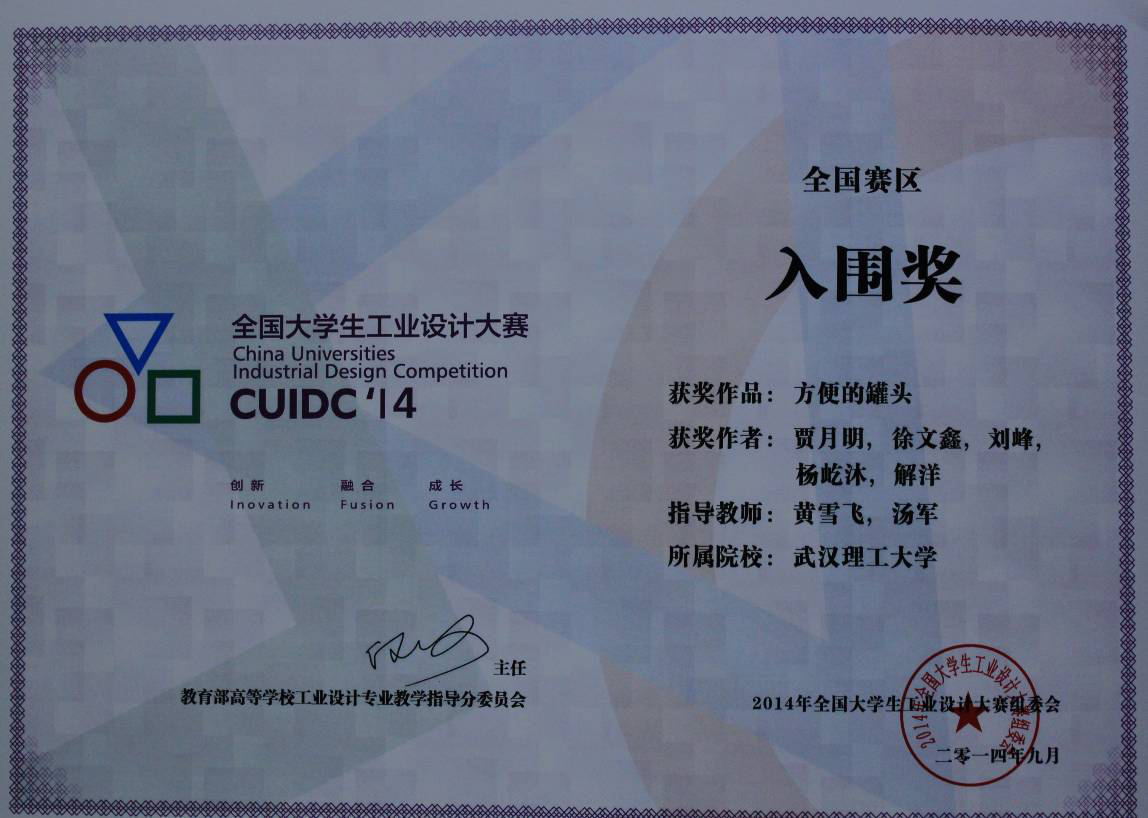 全国赛区
入围奖
全国大学生工业设计大赛
China Universities
Industrial Design Competition
CUIDC '14
创新 融合 成长
Inovation Fusion Growth
获奖作品：方便的罐头
获奖作者：贾月明，徐文鑫，刘峰，
杨屹沐，解洋
指导教师：黄雪飞，汤军
所属院校：武汉理工大学
主任
教育部高等学校工业设计专业教学指导分委员会
2014年全国大学生工业设计大赛组委会
二零一四年九月
2014年全国大学生工业设计大赛组委会